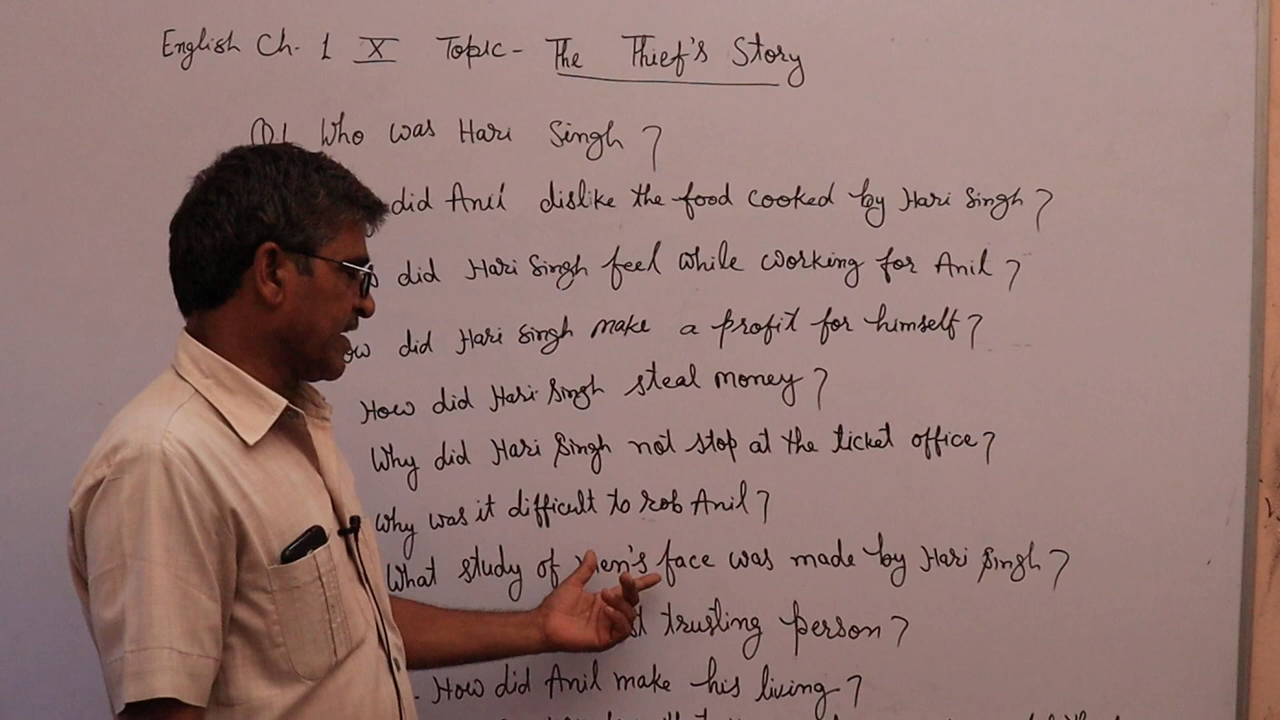 English Ch. 1 X Topic - The Thief's Story
Q1 Who was Hari Singh ?
did Anil dislike the food cooked by Hari Singh ?
did Hari Singh feel while working for Anil ?
did Hari Singh make a profit for himself ?
How did Hari Singh steal money ?
Why did Hari Singh not stop at the ticket office ?
Why was it difficult to rob Anil ?
What study of men's face was made by Hari Singh ?
trusting person ?
How did Anil make his living ?